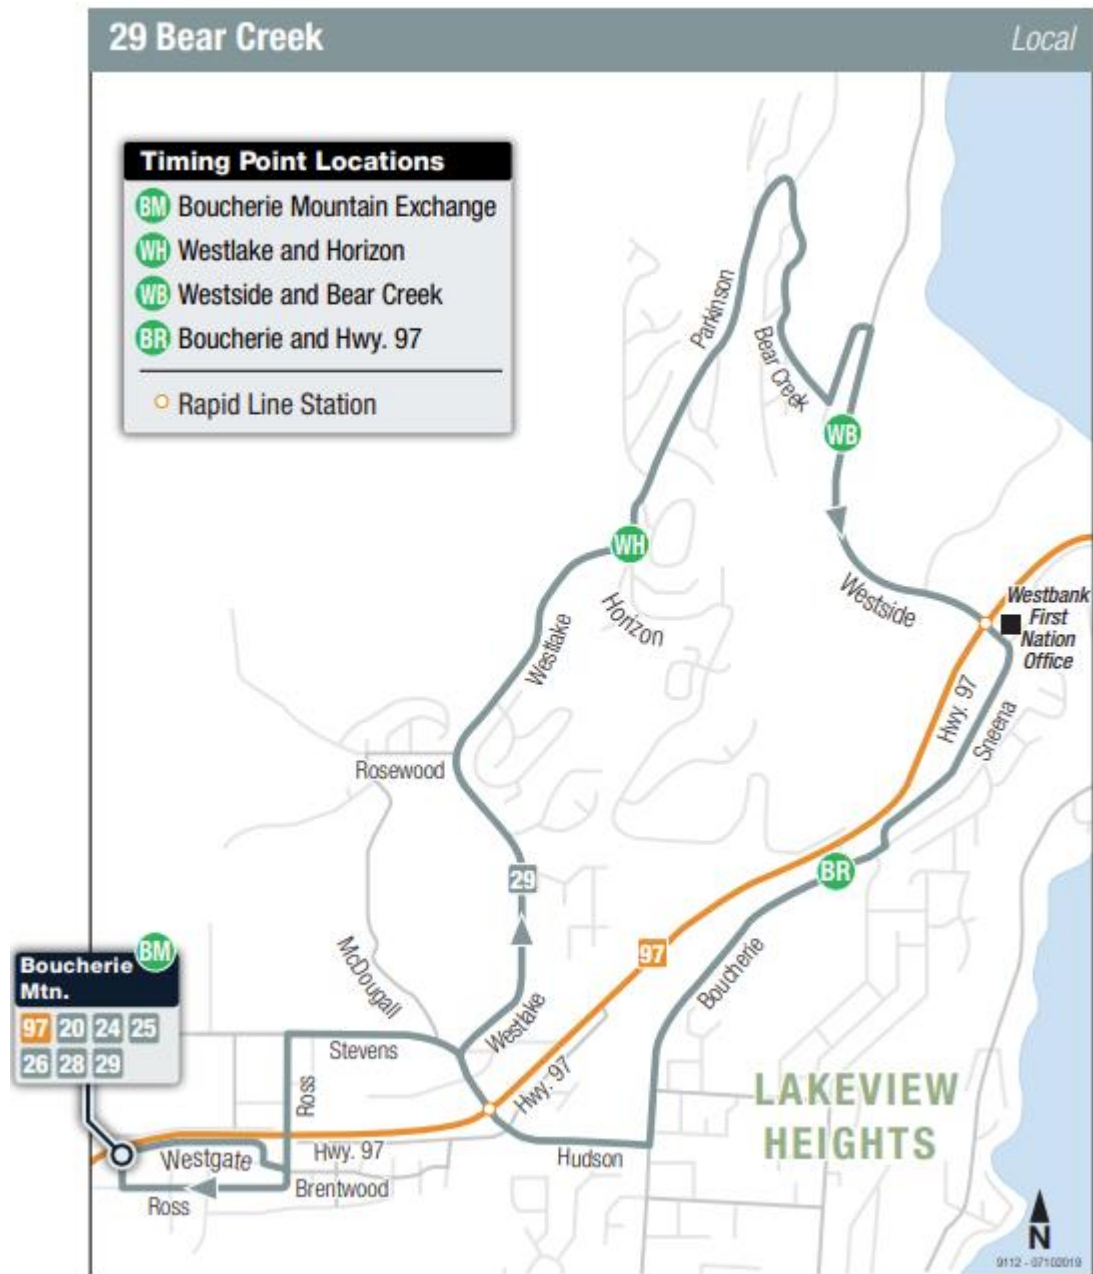 29 Bear Creek
Local
Timing Point Locations
BM Boucherie Mountain Exchange
WH Westlake and Horizon
WB Westside and Bear Creek
BR Boucherie and Hwy. 97
Rapid Line Station
Parkinson
Bear Creek
WB
WH
Horizon
Westlake
Westside
Westbank
First
Nation
Office
Hwy. 97
Sneena
Rosewood
29
BR
97
Boucherie
McDougall
Westlake
BM
Boucherie
Mtn.
97 20 24 25
26 28 29
Stevens
Ross
Hwy. 97
Hwy. 97
Westgate
Brentwood
Ross
Hudson
LAKEVIEW
HEIGHTS
N
9112 - 07102019